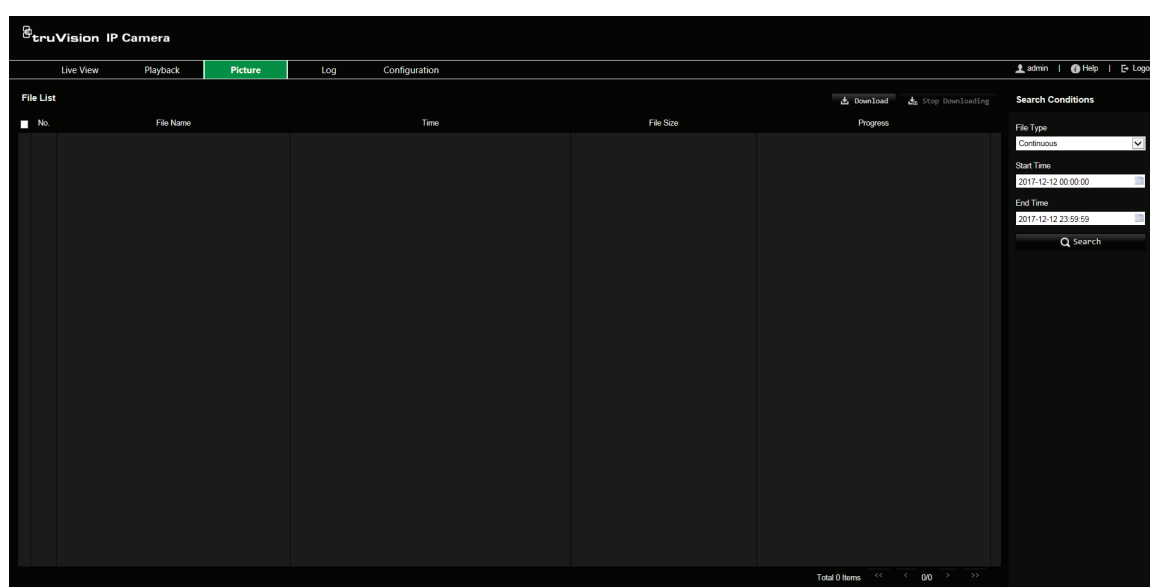 truVision IP Camera
Live View Playback Picture Log Configuration admin | Help | Logo
File List Download Stop Downloading Search Conditions
No. File Name Time File Size Progress
File Type
Continuous
Start Time
2017-12-12 00:00:00
End Time
2017-12-12 23:59:59
Search
Total 0 Items << < 0/0 > >>